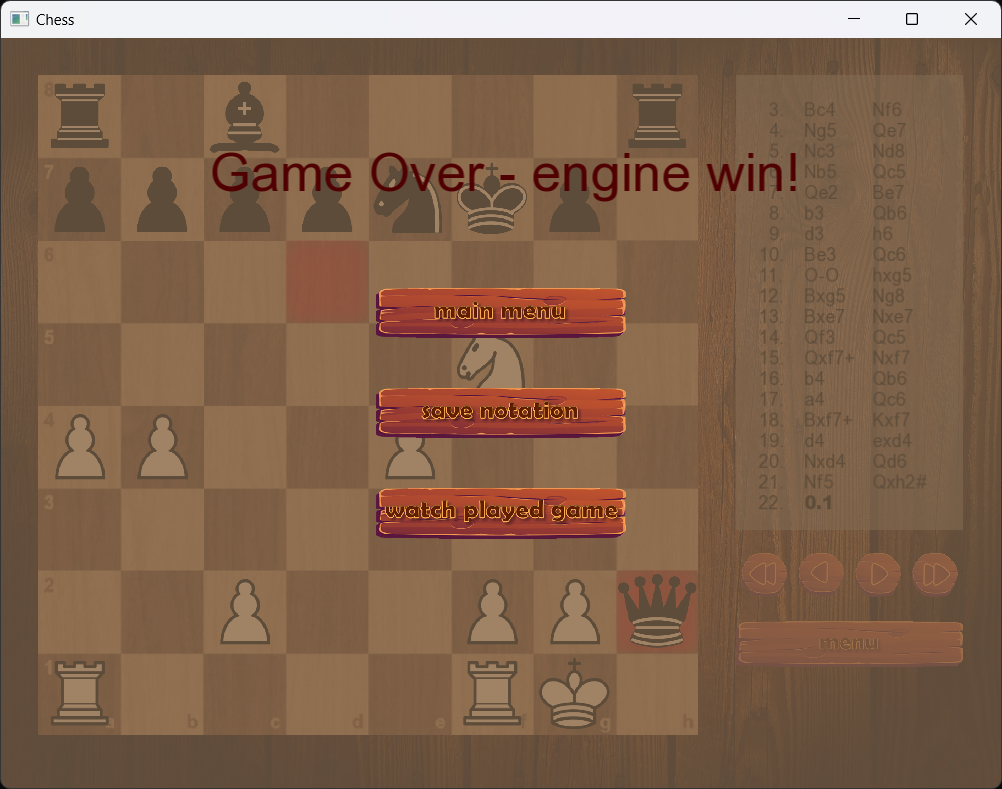 Chess
8
Game Over - engine win!
7
6
5
4
3
2
1 a b c d e f g h
main menu
save notation
watch played game
3. Bc4 Nf6
4. Ng5 Qe7
5. Nc3 Nd8
6. Nb5 Qc5
7. Qe2 Be7
8. b3 Qb6
9. d3 h6
10. Be3 Qc6
11. O-O hxg5
12. Bxg5 Ng8
13. Bxe7 Nxe7
14. Qf3 Qc5
15. Qxf7+ Nxf7
16. b4 Qb6
17. a4 Qc6
18. Bxf7+ Kxf7
19. d4 exd4
20. Nxd4 Qd6
21. Nf5 Qxh2#
22. 0.1
menu